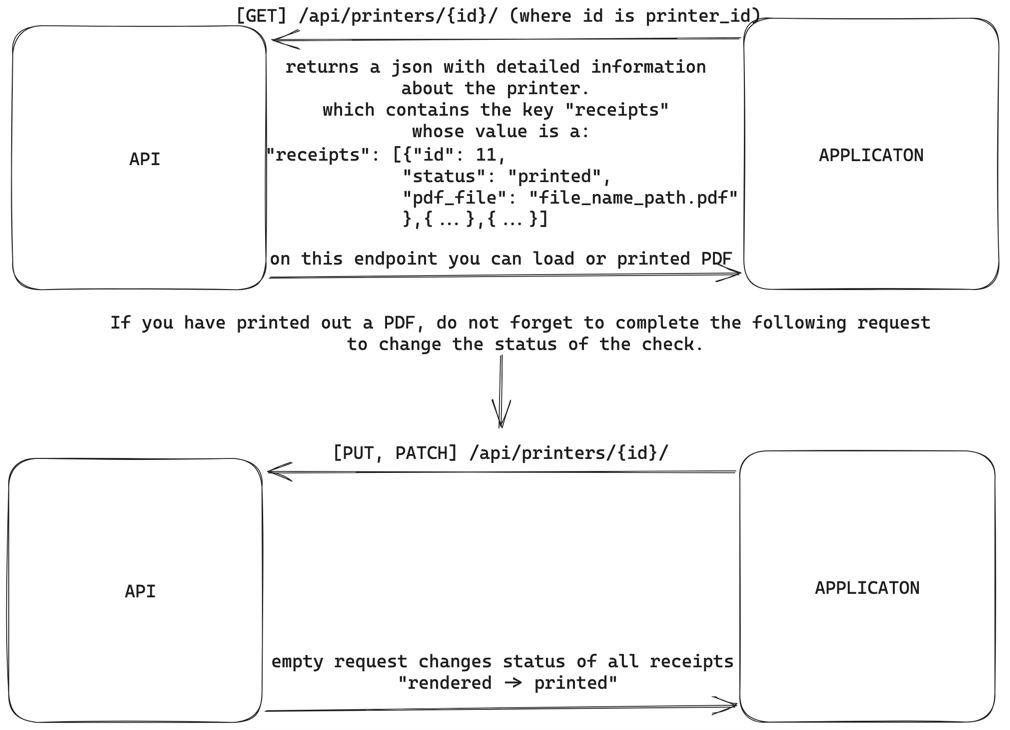 [GET] /api/printers/{id}/ (where id is printer_id)
returns a json with detailed information
about the printer.
which contains the key "receipts"
whose value is a:
"receipts": [{"id": 11,
"status": "printed",
"pdf_file": "file_name_path.pdf"
},{...},{...}]
on this endpoint you can load or printed PDF
API
APPLICATON
If you have printed out a PDF, do not forget to complete the following request
to change the status of the check.
[PUT, PATCH] /api/printers/{id}/
API
APPLICATON
empty request changes status of all receipts
"rendered -> printed"